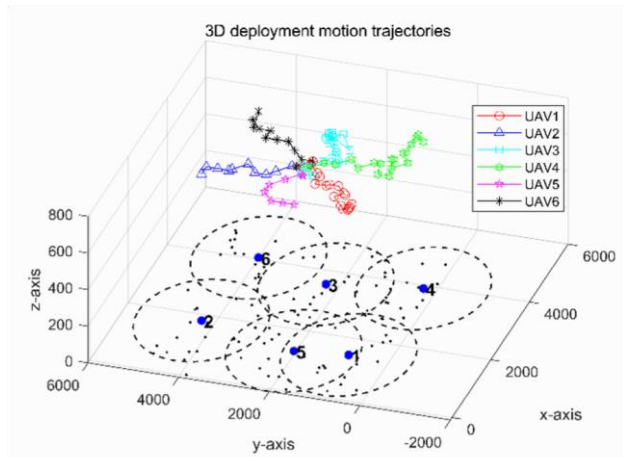 3D deployment motion trajectories
UAV1
UAV2
UAV3
UAV4
UAV5
UAV6
800
600
400
200
0
z-axis
6000
4000
2000
0
-2000
y-axis
0
2000
4000
6000
x-axis
6
3
4
2
5
1